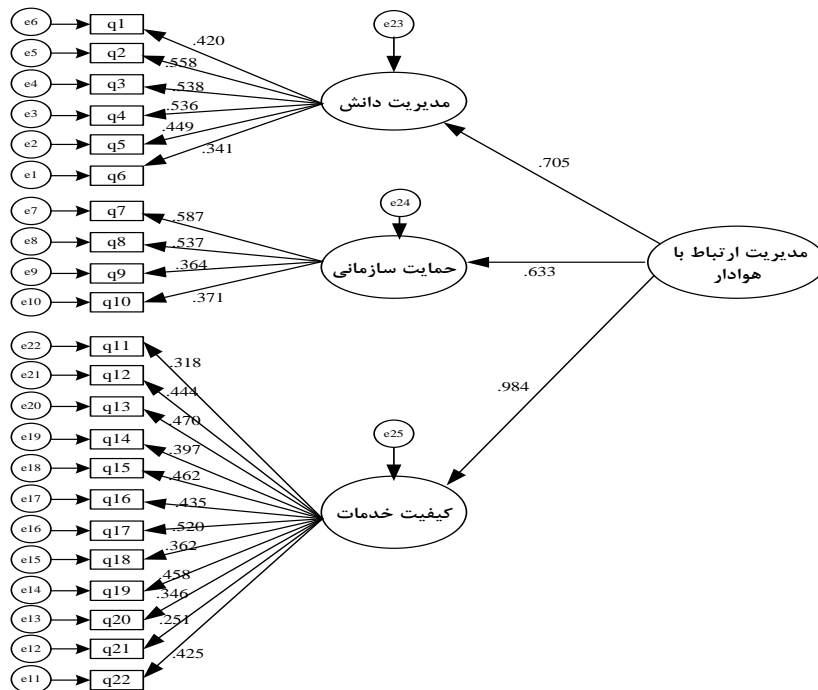 e6 q1 .420
e5 q2 .558
e4 q3 .538
e3 q4 .536
e2 q5 .449
e1 q6 .341
e23
مدیریت دانش
.705
e7 q7 .587
e8 q8 .537
e9 q9 .364
e10 q10 .371
e24
حمایت سازمانی
.633
مدیریت ارتباط با
هوادار
e22 q11 .318
e21 q12 .444
e20 q13 .470
e19 q14 .397
e18 q15 .462
e17 q16 .435
e16 q17 .520
e15 q18 .362
e14 q19 .458
e13 q20 .346
e12 q21 .251
e11 q22 .425
e25
کیفیت خدمات
.984